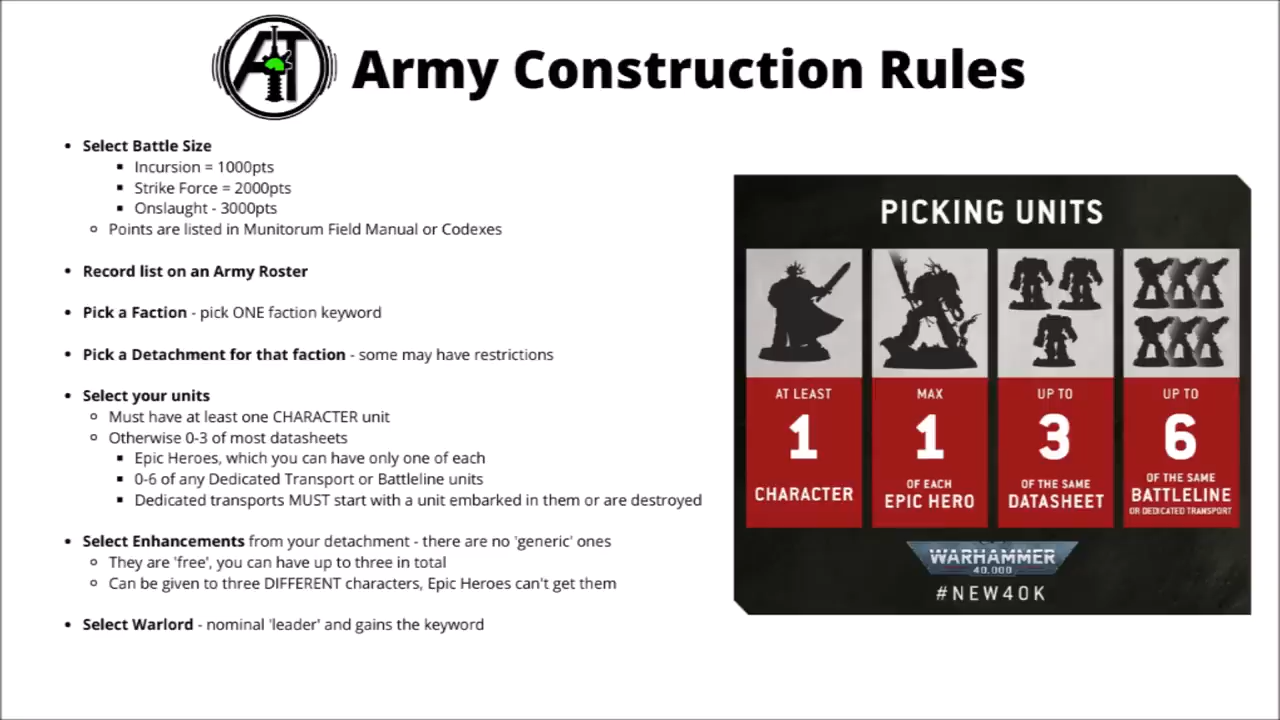 AT
Army Construction Rules
• Select Battle Size
▪ Incursion = 1000pts
▪ Strike Force = 2000pts
▪ Onslaught - 3000pts
○ Points are listed in Munitorum Field Manual or Codexes
• Record list on an Army Roster
• Pick a Faction - pick ONE faction keyword
• Pick a Detachment for that faction - some may have restrictions
• Select your units
○ Must have at least one CHARACTER unit
○ Otherwise 0-3 of most datasheets
▪ Epic Heroes, which you can have only one of each
▪ 0-6 of any Dedicated Transport or Battleline units
▪ Dedicated transports MUST start with a unit embarked in them or are destroyed
• Select Enhancements from your detachment - there are no 'generic' ones
○ They are 'free', you can have up to three in total
○ Can be given to three DIFFERENT characters, Epic Heroes can't get them
• Select Warlord - nominal 'leader' and gains the keyword
PICKING UNITS
AT LEAST
1
CHARACTER
MAX
1
OF EACH
EPIC HERO
UP TO
3
OF THE SAME
DATASHEET
UP TO
6
OF THE SAME
BATTLELINE
OR DEDICATED TRANSPORT
WARHAMMER
40,000
#NEW40K